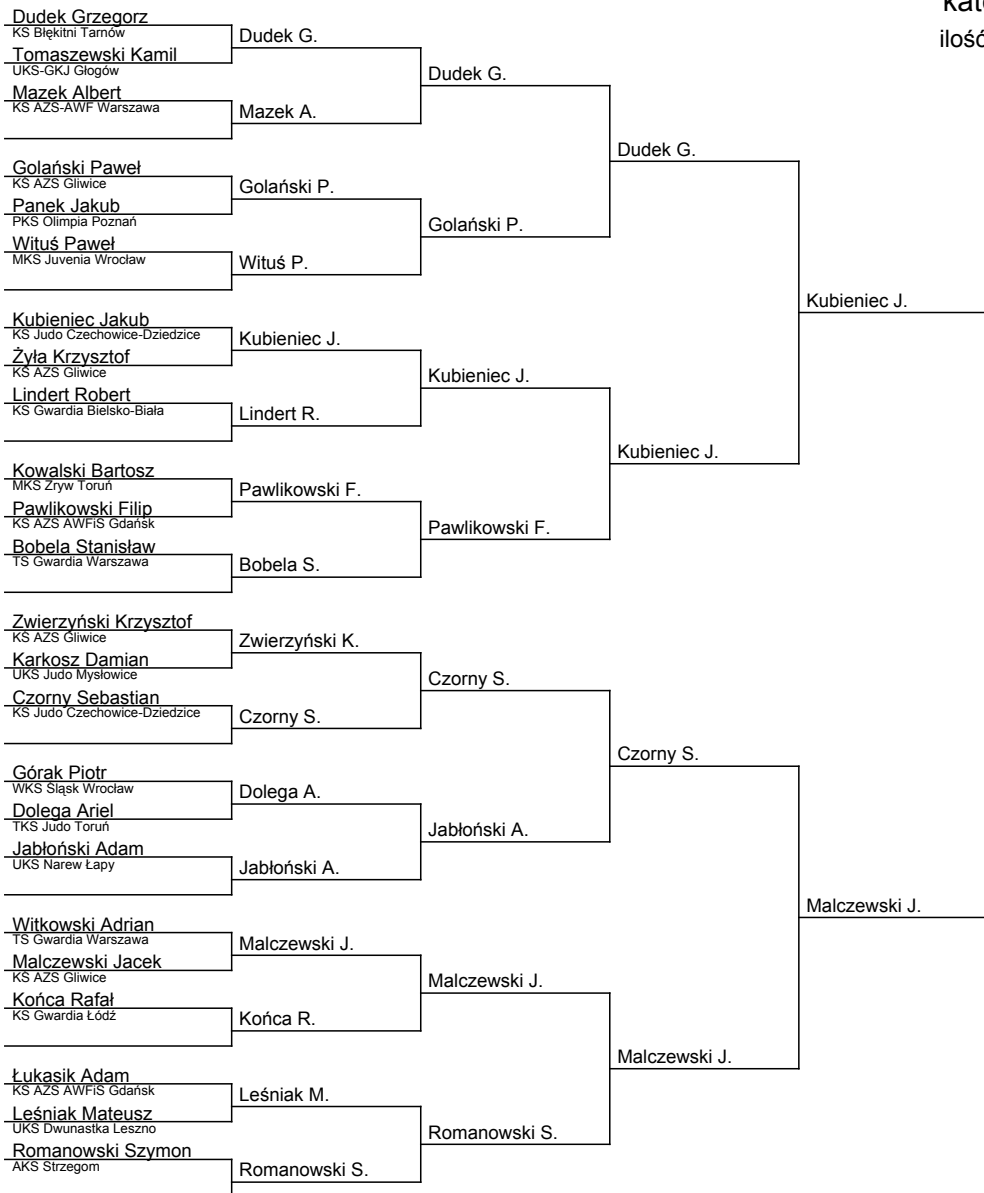 kate
ilość
Dudek Grzegorz
KS Błękitni Tarnów
Tomaszewski Kamil
UKS-GKJ Głogów
Mazek Albert
KS AZS-AWF Warszawa
Golański Paweł
KS AZS Gliwice
Panek Jakub
PKS Olimpia Poznań
Wituś Paweł
MKS Juvenia Wrocław
Kubieniec Jakub
KS Judo Czechowice-Dziedzice
Żyła Krzysztof
KS AZS Gliwice
Lindert Robert
KS Gwardia Bielsko-Biała
Kowalski Bartosz
MKS Zryw Toruń
Pawlikowski Filip
KS AZS AWFiS Gdańsk
Bobela Stanisław
TS Gwardia Warszawa
Zwierzyński Krzysztof
KS AZS Gliwice
Karkosz Damian
UKS Judo Mysłowice
Czorny Sebastian
KS Judo Czechowice-Dziedzice
Górak Piotr
WKS Śląsk Wrocław
Dolega Ariel
TKS Judo Toruń
Jabłoński Adam
UKS Narew Łapy
Witkowski Adrian
TS Gwardia Warszawa
Malczewski Jacek
KS AZS Gliwice
Końca Rafał
KS Gwardia Łódź
Łukasik Adam
KS AZS AWFiS Gdańsk
Leśniak Mateusz
UKS Dwunastka Leszno
Romanowski Szymon
AKS Strzegom
Dudek G.
Mazek A.
Golański P.
Wituś P.
Kubieniec J.
Lindert R.
Pawlikowski F.
Bobela S.
Zwierzyński K.
Czorny S.
Dolega A.
Jabłoński A.
Malczewski J.
Końca R.
Leśniak M.
Romanowski S.
Dudek G.
Golański P.
Kubieniec J.
Pawlikowski F.
Czorny S.
Jabłoński A.
Malczewski J.
Romanowski S.
Dudek G.
Kubieniec J.
Czorny S.
Malczewski J.
Kubieniec J.
Malczewski J.